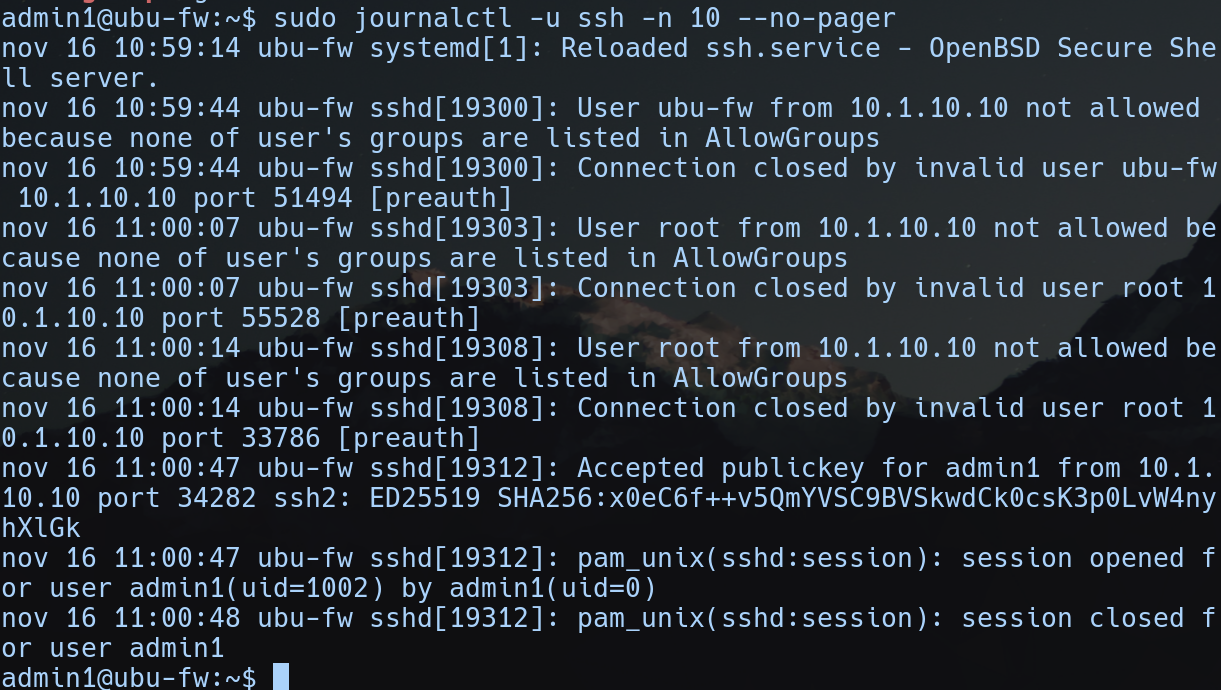 admin1@ubu-fw:~$ sudo journalctl -u ssh -n 10 --no-pager
nov 16 10:59:14 ubu-fw systemd[1]: Reloaded ssh.service - OpenBSD Secure She
ll server.
nov 16 10:59:44 ubu-fw sshd[19300]: User ubu-fw from 10.1.10.10 not allowed
because none of user's groups are listed in AllowGroups
nov 16 10:59:44 ubu-fw sshd[19300]: Connection closed by invalid user ubu-fw
 10.1.10.10 port 51494 [preauth]
nov 16 11:00:07 ubu-fw sshd[19303]: User root from 10.1.10.10 not allowed be
cause none of user's groups are listed in AllowGroups
nov 16 11:00:07 ubu-fw sshd[19303]: Connection closed by invalid user root 1
0.1.10.10 port 55528 [preauth]
nov 16 11:00:14 ubu-fw sshd[19308]: User root from 10.1.10.10 not allowed be
cause none of user's groups are listed in AllowGroups
nov 16 11:00:14 ubu-fw sshd[19308]: Connection closed by invalid user root 1
0.1.10.10 port 33786 [preauth]
nov 16 11:00:47 ubu-fw sshd[19312]: Accepted publickey for admin1 from 10.1.
10.10 port 34282 ssh2: ED25519 SHA256:x0eC6f++v5QmYVSC9BVSkwdCk0csK3p0LvW4ny
hXlGk
nov 16 11:00:47 ubu-fw sshd[19312]: pam_unix(sshd:session): session opened f
or user admin1(uid=1002) by admin1(uid=0)
nov 16 11:00:48 ubu-fw sshd[19312]: pam_unix(sshd:session): session closed f
or user admin1
admin1@ubu-fw:~$